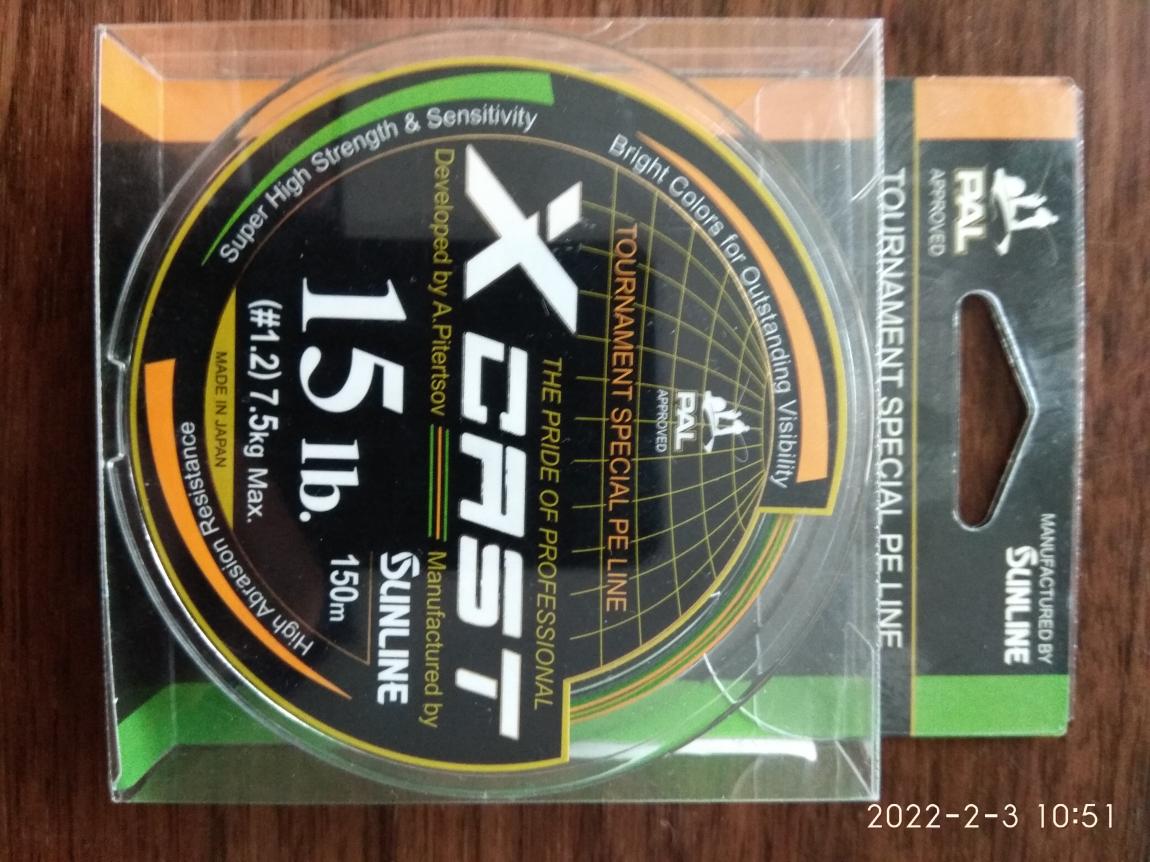 PAL
APPROVED
MANUFACTURED BY
SUNLINE
TOURNAMENT SPECIAL PE LINE
Bright Colors for Outstanding Visibility
PAL
APPROVED
TOURNAMENT SPECIAL PE LINE
THE PRIDE OF PROFESSIONAL
X CAST
Developed by A.Pitertsov
Manufactured by
SUNLINE
15 lb.
150m
(#1.2) 7.5kg Max.
MADE IN JAPAN
Super High Strength & Sensitivity
High Abrasion Resistance
2022-2-3 10:51